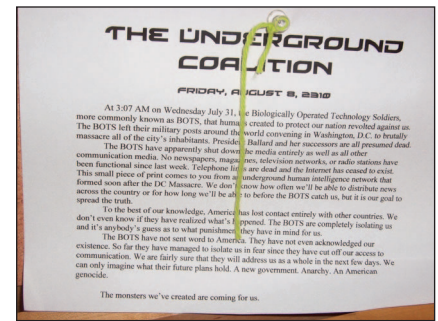 THE UNDERGROUND
COALITION
FRIDAY, AUGUST 8, 2310
At 3:07 AM on Wednesday July 31, the Biologically Operated Technology Soldiers,
more commonly known as BOTS, that humans created to protect our nation revolted against us.
The BOTS left their military posts around the world convening in Washington, D.C. to brutally
massacre all of the city's inhabitants. President Ballard and her successors are all presumed dead.
The BOTS have apparently shut down the media entirely as well as all other
communication media. No newspapers, magazines, television networks, or radio stations have
been functional since last week. Telephone lines are dead and the Internet has ceased to exist.
This small piece of print comes to you from an underground human intelligence network that
formed soon after the DC Massacre. We don't know how often we'll be able to distribute news
across the country or for how long we'll be able to before the BOTS catch us, but it is our goal to
spread the truth.
To the best of our knowledge, America has lost contact entirely with other countries. We
don't even know if they have realized what's happened. The BOTS are completely isolating us
and it's anybody's guess as to what punishment they have in mind for us.
The BOTS have not sent word to America. They have not even acknowledged our
existence. So far they have managed to isolate us in fear since they have cut off our access to
communication. We are fairly sure that they will address us as a whole in the next few days. We
can only imagine what their future plans hold. A new government. Anarchy. An American
genocide.
The monsters we've created are coming for us.